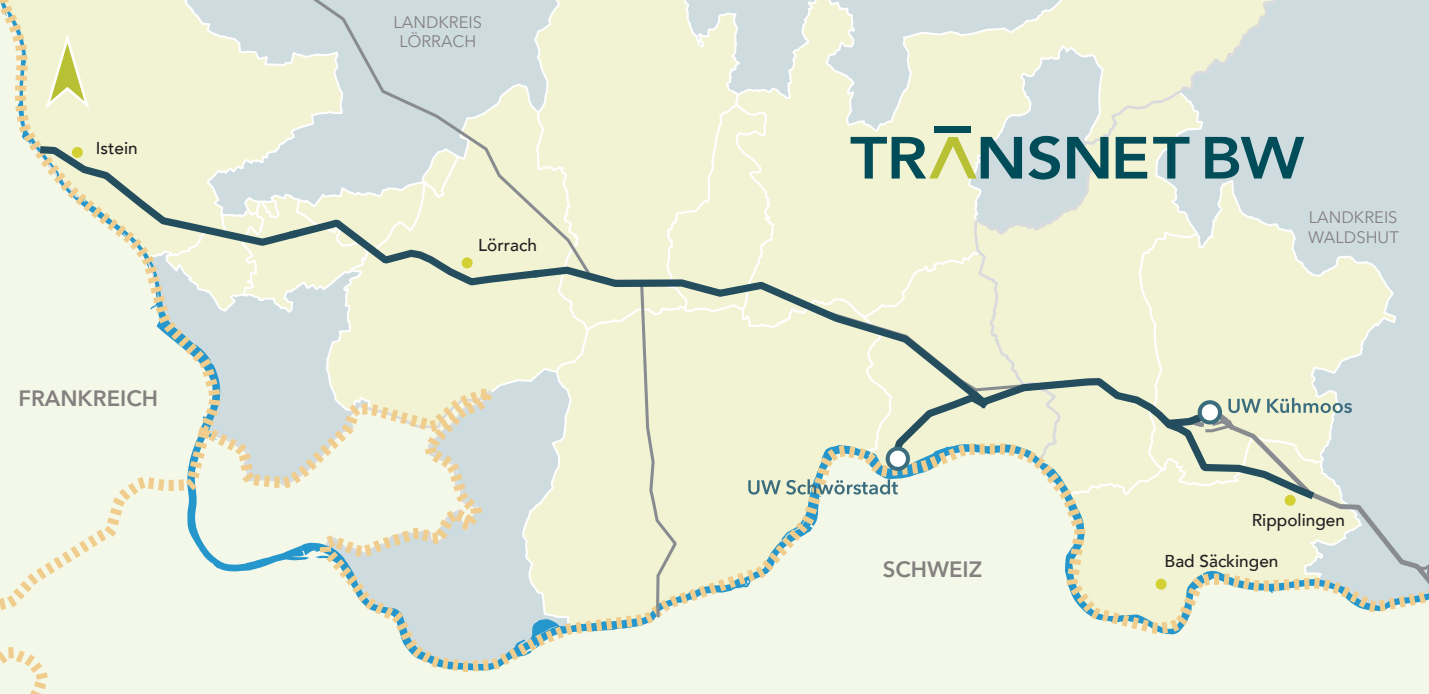 LANDKREIS
LÖRRACH
TRANSNET BW
Istein
LANDKREIS
WALDSHUT
Lörrach
FRANKREICH
UW Kühmoos
UW Schwörstadt
Rippolingen
Bad Säckingen
SCHWEIZ